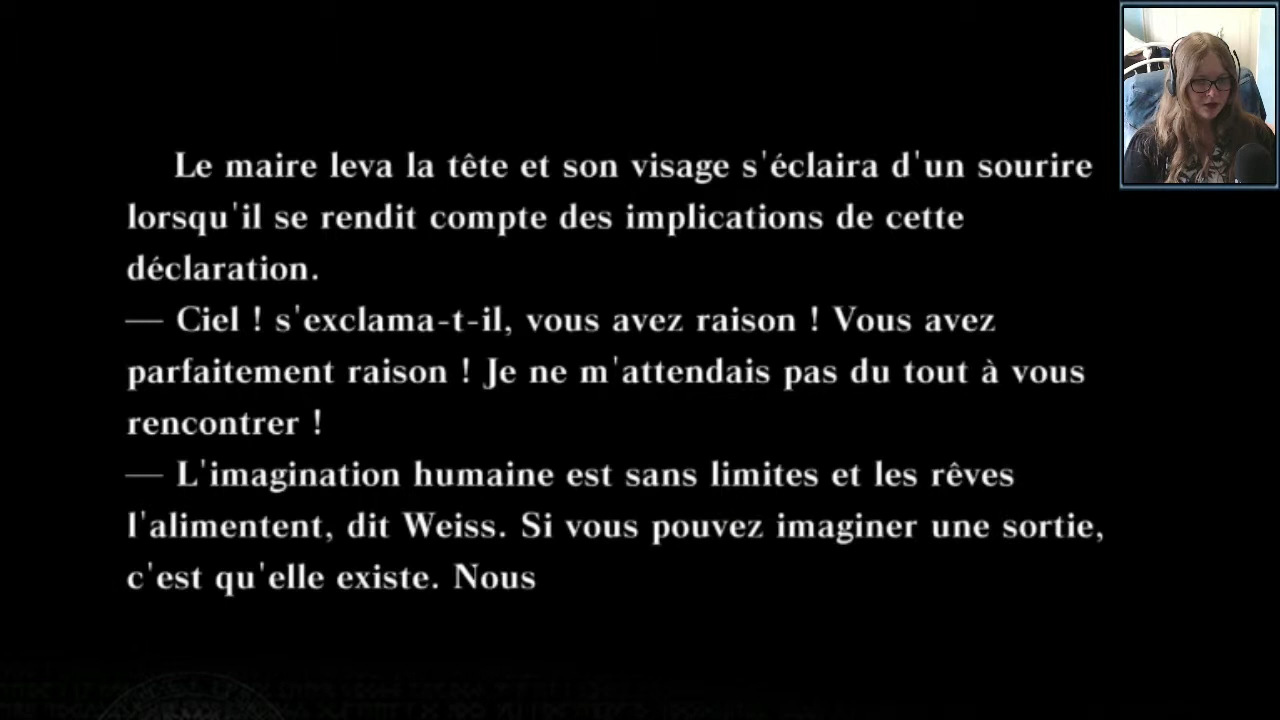 Le maire leva la tête et son visage s'éclaira d'un sourire
lorsqu'il se rendit compte des implications de cette
déclaration.
— Ciel ! s'exclama-t-il, vous avez raison ! Vous avez
parfaitement raison ! Je ne m'attendais pas du tout à vous
rencontrer !
— L'imagination humaine est sans limites et les rêves
l'alimentent, dit Weiss. Si vous pouvez imaginer une sortie,
c'est qu'elle existe. Nous